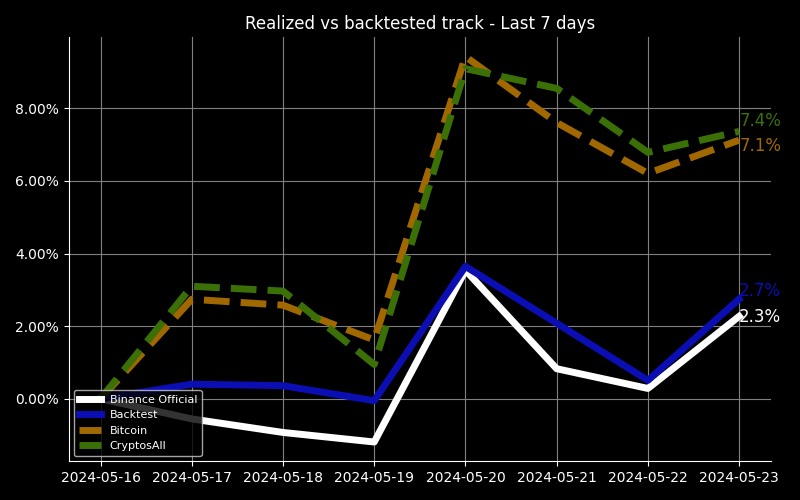 Realized vs backtested track - Last 7 days
8.00%
6.00%
4.00%
2.00%
0.00%
7.4%
7.1%
2.7%
2.3%
Binance Official
Backtest
Bitcoin
CryptosAll
2024-05-16 2024-05-17 2024-05-18 2024-05-19 2024-05-20 2024-05-21 2024-05-22 2024-05-23